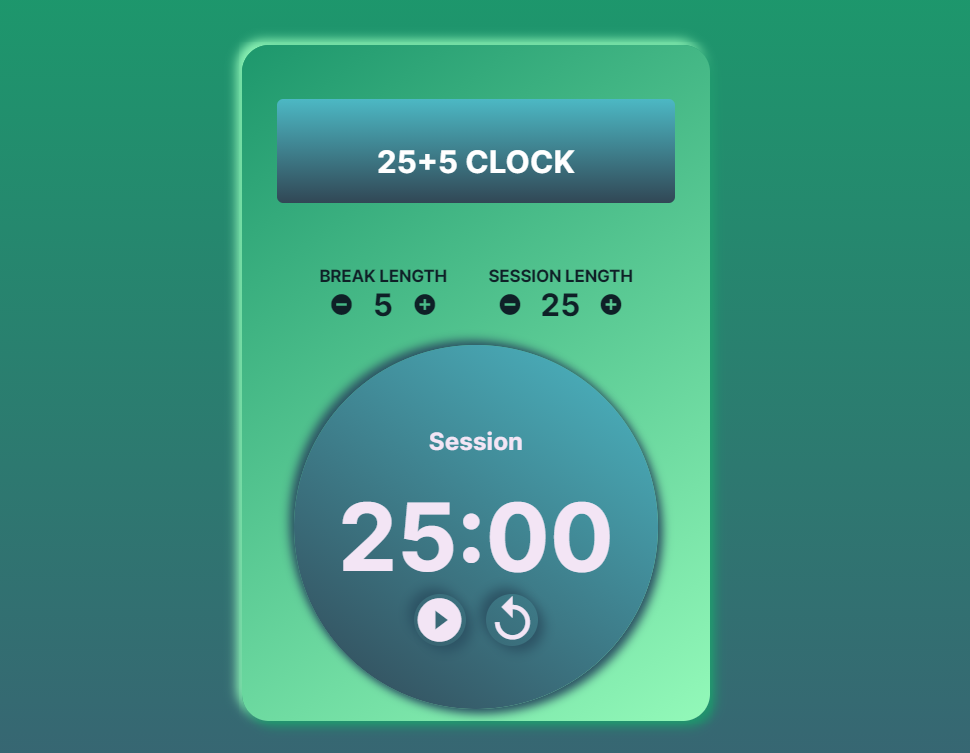 25+5 CLOCK
BREAK LENGTH
5
SESSION LENGTH
25
Session
25:00